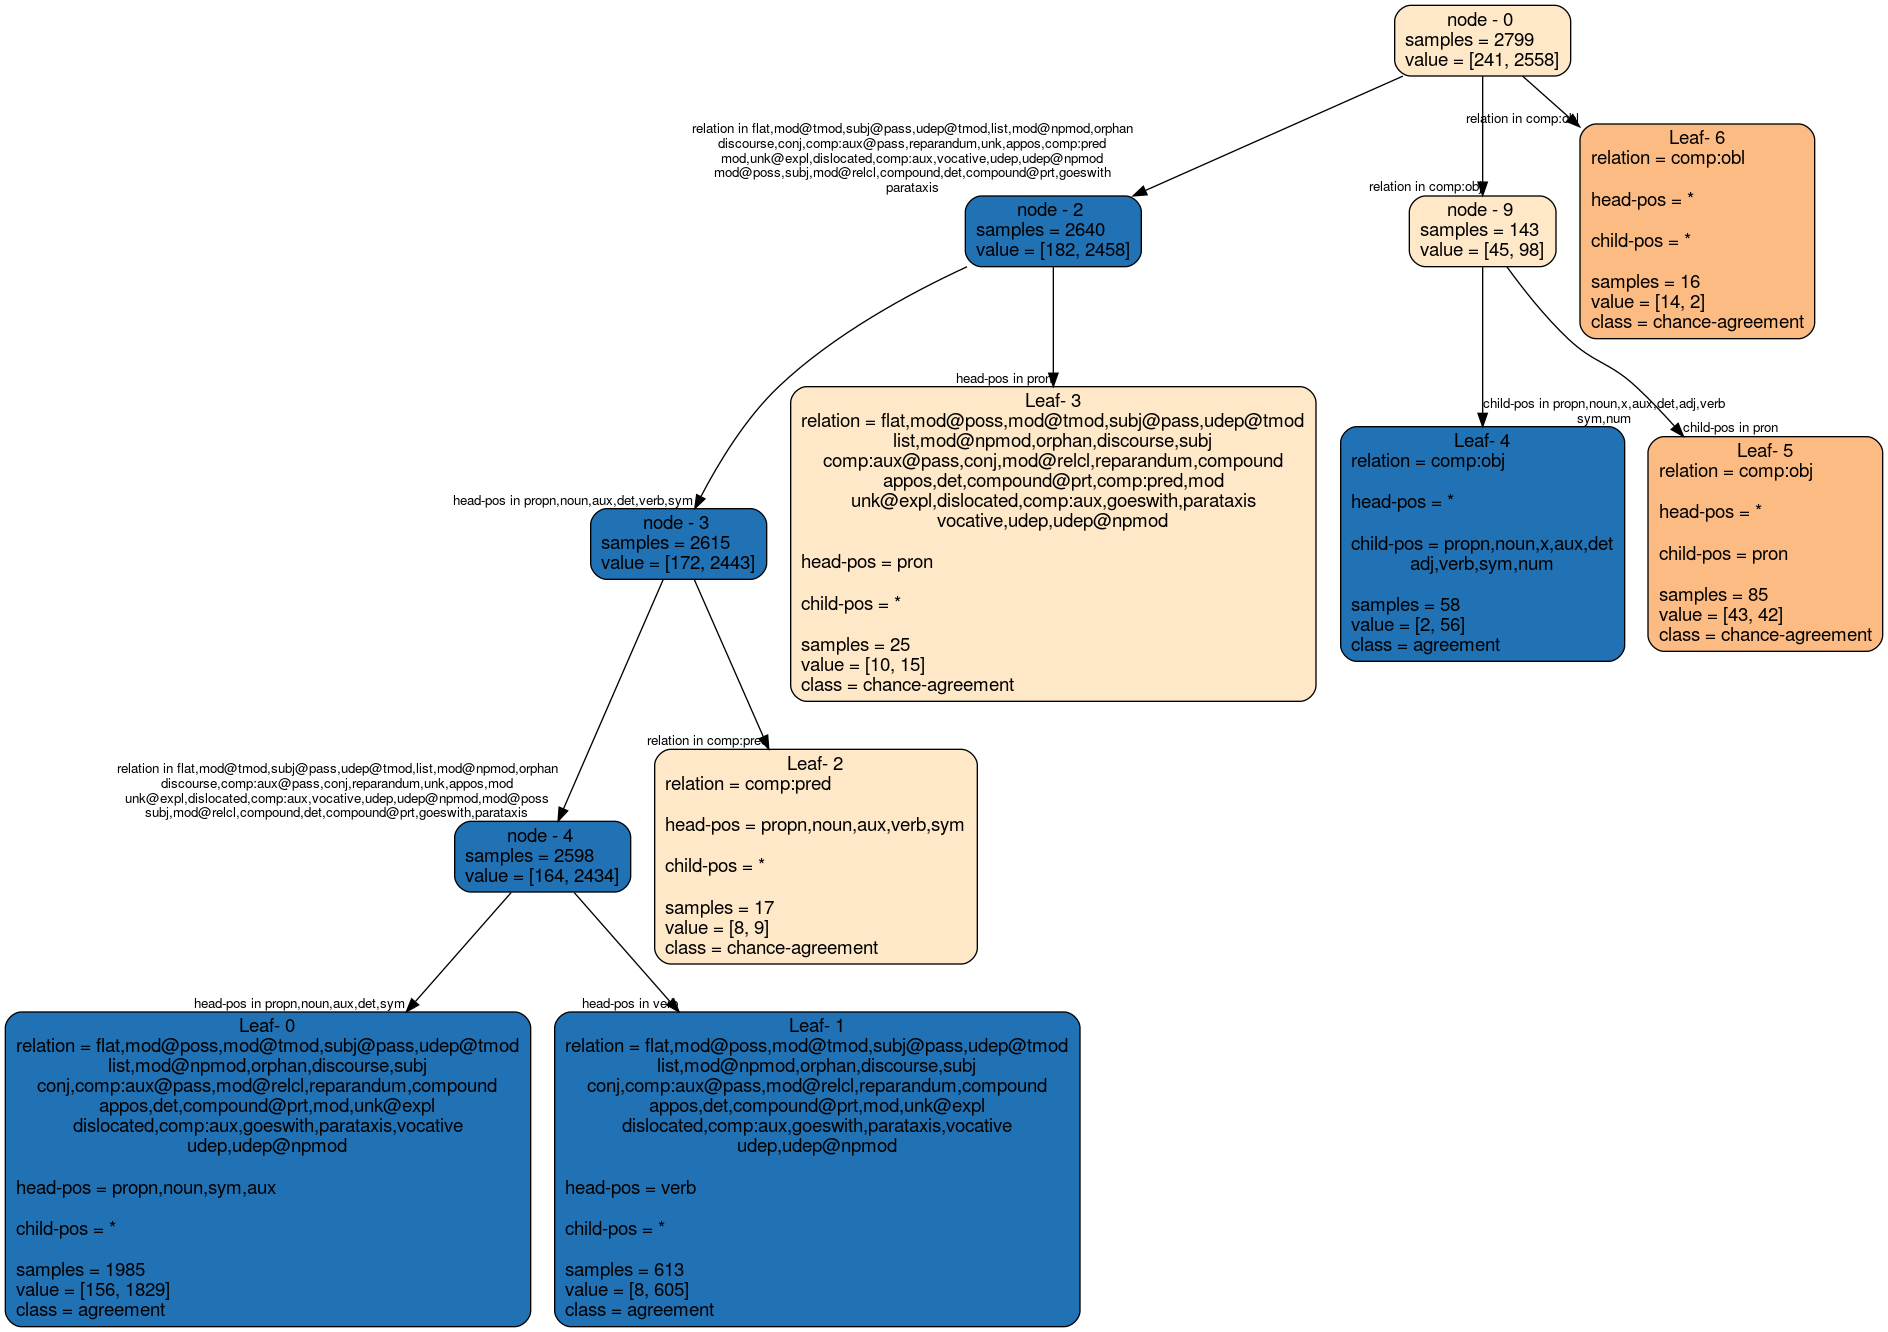 node - 0
samples = 2799
value = [241, 2558]
relation in flat,mod@tmod,subj@pass,udep@tmod,list,mod@npmod,orphan
discourse,conj,comp:aux@pass,reparandum,unk,appos,comp:pred
mod,unk@expl,dislocated,comp:aux,vocative,udep,udep@npmod
mod@poss,subj,mod@relcl,compound,det,compound@prt,goeswith
parataxis
relation in comp:obj
relation in comp:obl
node - 2
samples = 2640
value = [182, 2458]
node - 9
samples = 143
value = [45, 98]
Leaf- 6
relation = comp:obl
head-pos = *
child-pos = *
samples = 16
value = [14, 2]
class = chance-agreement
head-pos in propn,noun,aux,det,verb,sym
head-pos in pron
child-pos in propn,noun,x,aux,det,adj,verb
sym,num
child-pos in pron
node - 3
samples = 2615
value = [172, 2443]
Leaf- 3
relation = flat,mod@poss,mod@tmod,subj@pass,udep@tmod
list,mod@npmod,orphan,discourse,subj
comp:aux@pass,conj,mod@relcl,reparandum,compound
appos,det,compound@prt,comp:pred,mod
unk@expl,dislocated,comp:aux,goeswith,parataxis
vocative,udep,udep@npmod
head-pos = pron
child-pos = *
samples = 25
value = [10, 15]
class = chance-agreement
Leaf- 4
relation = comp:obj
head-pos = *
child-pos = propn,noun,x,aux,det
adj,verb,sym,num
samples = 58
value = [2, 56]
class = agreement
Leaf- 5
relation = comp:obj
head-pos = *
child-pos = pron
samples = 85
value = [43, 42]
class = chance-agreement
relation in flat,mod@tmod,subj@pass,udep@tmod,list,mod@npmod,orphan
discourse,comp:aux@pass,conj,reparandum,unk,appos,mod
unk@expl,dislocated,comp:aux,vocative,udep,udep@npmod,mod@poss
subj,mod@relcl,compound,det,compound@prt,goeswith,parataxis
relation in comp:pred
node - 4
samples = 2598
value = [164, 2434]
Leaf- 2
relation = comp:pred
head-pos = propn,noun,aux,verb,sym
child-pos = *
samples = 17
value = [8, 9]
class = chance-agreement
head-pos in propn,noun,aux,det,sym
head-pos in verb
Leaf- 0
relation = flat,mod@poss,mod@tmod,subj@pass,udep@tmod
list,mod@npmod,orphan,discourse,subj
conj,comp:aux@pass,mod@relcl,reparandum,compound
appos,det,compound@prt,mod,unk@expl
dislocated,comp:aux,goeswith,parataxis,vocative
udep,udep@npmod
head-pos = propn,noun,sym,aux
child-pos = *
samples = 1985
value = [156, 1829]
class = agreement
Leaf- 1
relation = flat,mod@poss,mod@tmod,subj@pass,udep@tmod
list,mod@npmod,orphan,discourse,subj
conj,comp:aux@pass,mod@relcl,reparandum,compound
appos,det,compound@prt,mod,unk@expl
dislocated,comp:aux,goeswith,parataxis,vocative
udep,udep@npmod
head-pos = verb
child-pos = *
samples = 613
value = [8, 605]
class = agreement